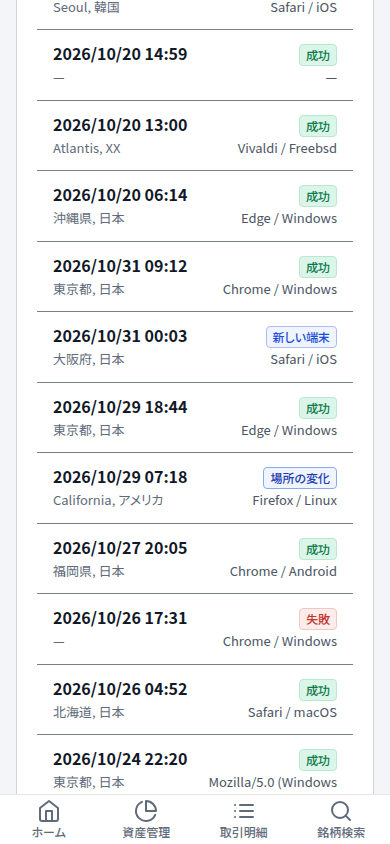 Seoul, 韓国 Safari / iOS
2026/10/20 14:59 成功
— —
2026/10/20 13:00 成功
Atlantis, XX Vivaldi / Freebsd
2026/10/20 06:14 成功
沖縄県, 日本 Edge / Windows
2026/10/31 09:12 成功
東京都, 日本 Chrome / Windows
2026/10/31 00:03 新しい端末
大阪府, 日本 Safari / iOS
2026/10/29 18:44 成功
東京都, 日本 Edge / Windows
2026/10/29 07:18 場所の変化
California, アメリカ Firefox / Linux
2026/10/27 20:05 成功
福岡県, 日本 Chrome / Android
2026/10/26 17:31 失敗
— Chrome / Windows
2026/10/26 04:52 成功
北海道, 日本 Safari / macOS
2026/10/24 22:20 成功
東京都, 日本 Mozilla/5.0 (Windows
ホーム 資産管理 取引明細 銘柄検索